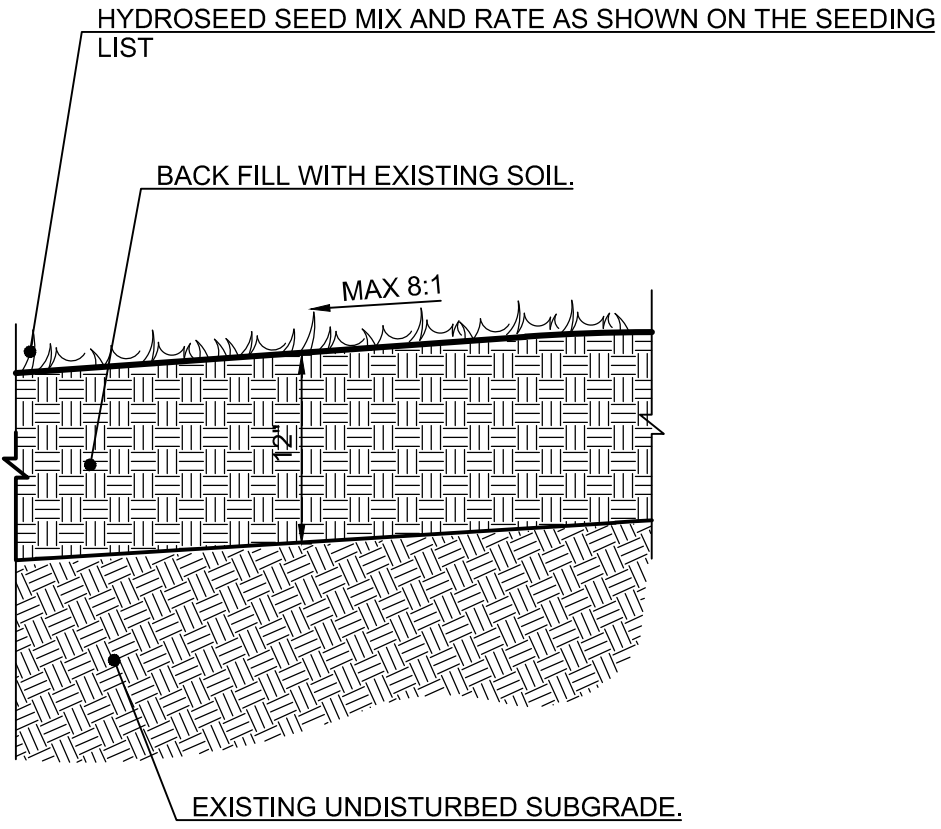 HYDROSEED SEED MIX AND RATE AS SHOWN ON THE SEEDING
LIST
BACK FILL WITH EXISTING SOIL.
MAX 8:1
12"
EXISTING UNDISTURBED SUBGRADE.